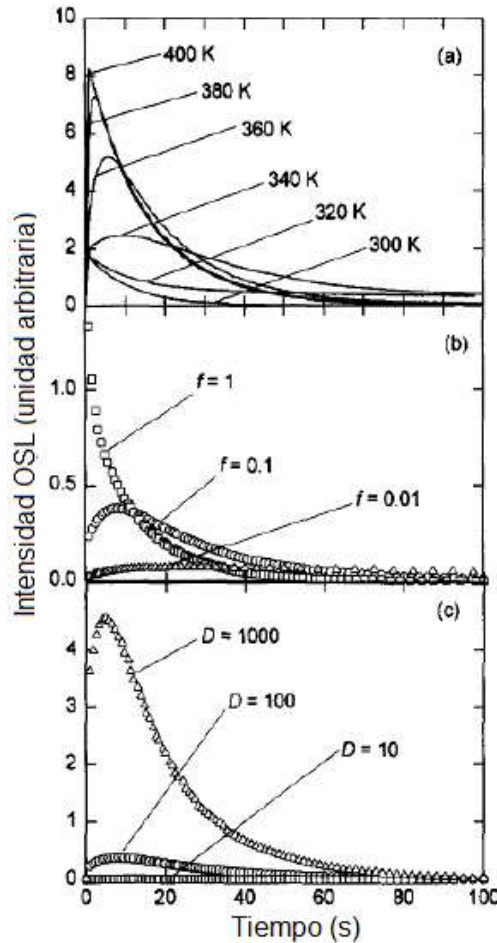 Intensidad OSL (unidad arbitraria)
10
8
6
4
2
0
(a)
400 K
380 K
360 K
340 K
320 K
300 K
1.0
0.5
0.0
(b)
f = 1
f = 0.1
f = 0.01
4
3
2
1
0
(c)
D = 1000
D = 100
D = 10
0
20
40
60
80
100
Tiempo (s)